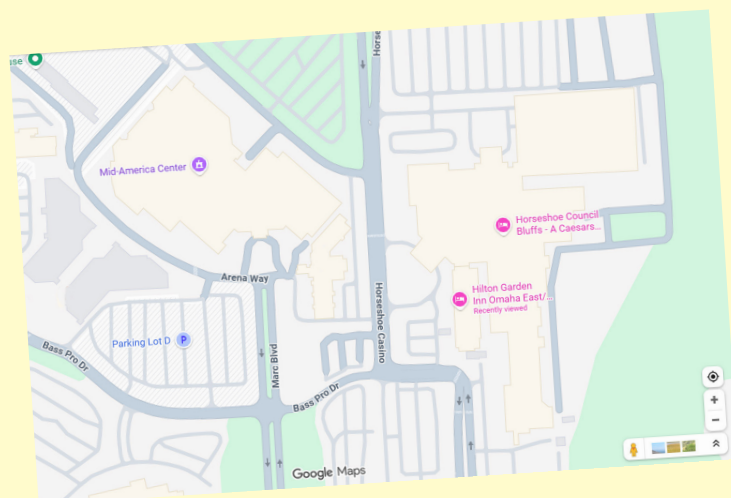 Horse
use
Mid-America Center
Horseshoe Council
Bluffs - A Caesars...
Arena Way
Hilton Garden
Inn Omaha East/...
Recently viewed
Horseshoe Casino
Parking Lot D
P
Bass Pro Dr
Marc Blvd
Bass Pro Dr
Google Maps